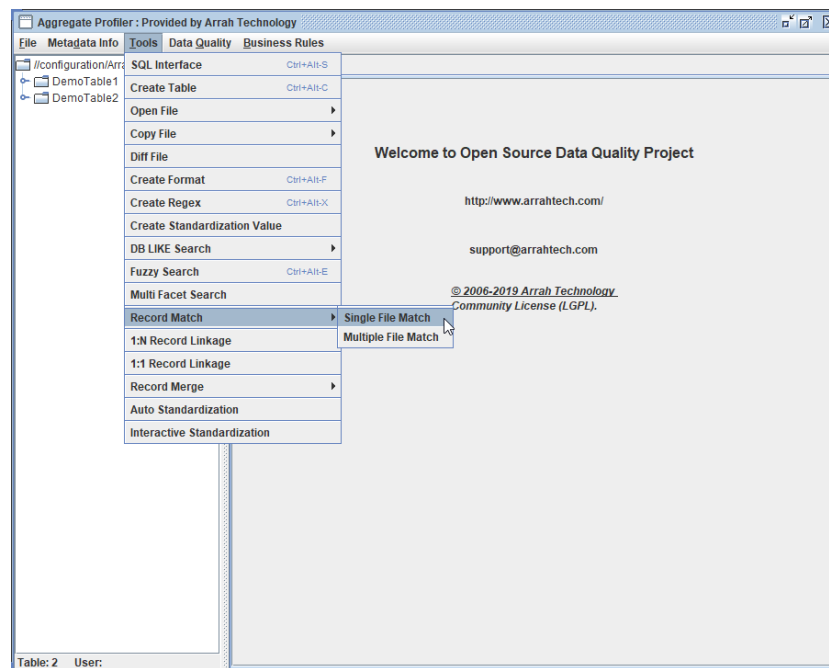 Aggregate Profiler : Provided by Arrah Technology
File Metadata Info Tools Data Quality Business Rules
//configuration/Arra
DemoTable1
DemoTable2
SQL Interface Ctrl+Alt-S
Create Table Ctrl+Alt-C
Open File
Copy File
Diff File
Create Format Ctrl+Alt-F
Create Regex Ctrl+Alt-X
Create Standardization Value
DB LIKE Search
Fuzzy Search Ctrl+Alt-E
Multi Facet Search
Record Match
1:N Record Linkage
1:1 Record Linkage
Record Merge
Auto Standardization
Interactive Standardization
Single File Match
Multiple File Match
Welcome to Open Source Data Quality Project
http://www.arrahtech.com/
support@arrahtech.com
© 2006-2019 Arrah Technology
Community License (LGPL).
Table: 2 User: